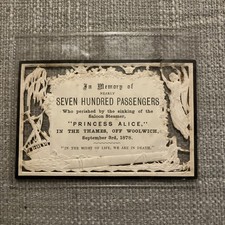 In Memory of
NEARLY
SEVEN HUNDRED PASSENGERS
Who perished by the sinking of the
Saloon Steamer,
"PRINCESS ALICE,"
IN THE THAMES, OFF WOOLWICH,
September 3rd, 1878.
"IN THE MIDST OF LIFE, WE ARE IN DEATH."